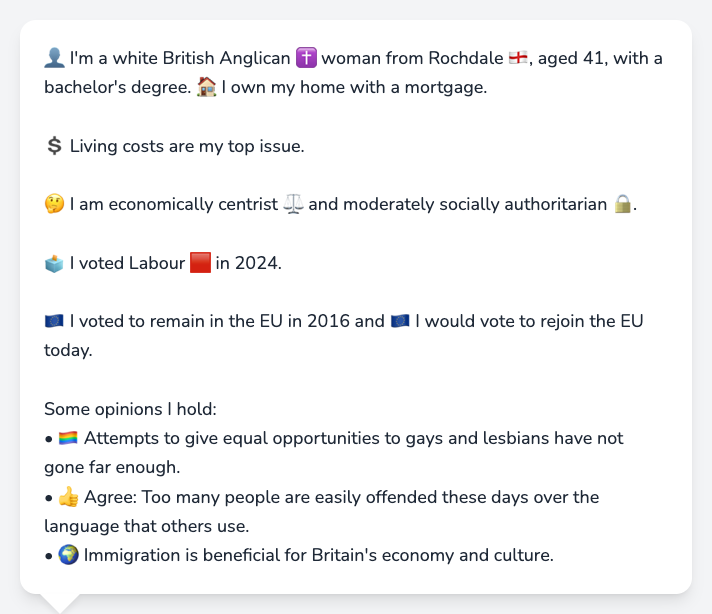 👤 I'm a white British Anglican ✝️ woman from Rochdale 🏴󠁧󠁢󠁥󠁮󠁧󠁿, aged 41, with a
bachelor's degree. 🏠 I own my home with a mortgage.
💲 Living costs are my top issue.
🤔 I am economically centrist ⚖️ and moderately socially authoritarian 🔒.
🗳️ I voted Labour 🟥 in 2024.
🇪🇺 I voted to remain in the EU in 2016 and 🇪🇺 I would vote to rejoin the EU
today.
Some opinions I hold:
• 🏳️‍🌈 Attempts to give equal opportunities to gays and lesbians have not
gone far enough.
• 👍 Agree: Too many people are easily offended these days over the
language that others use.
• 🌍 Immigration is beneficial for Britain's economy and culture.